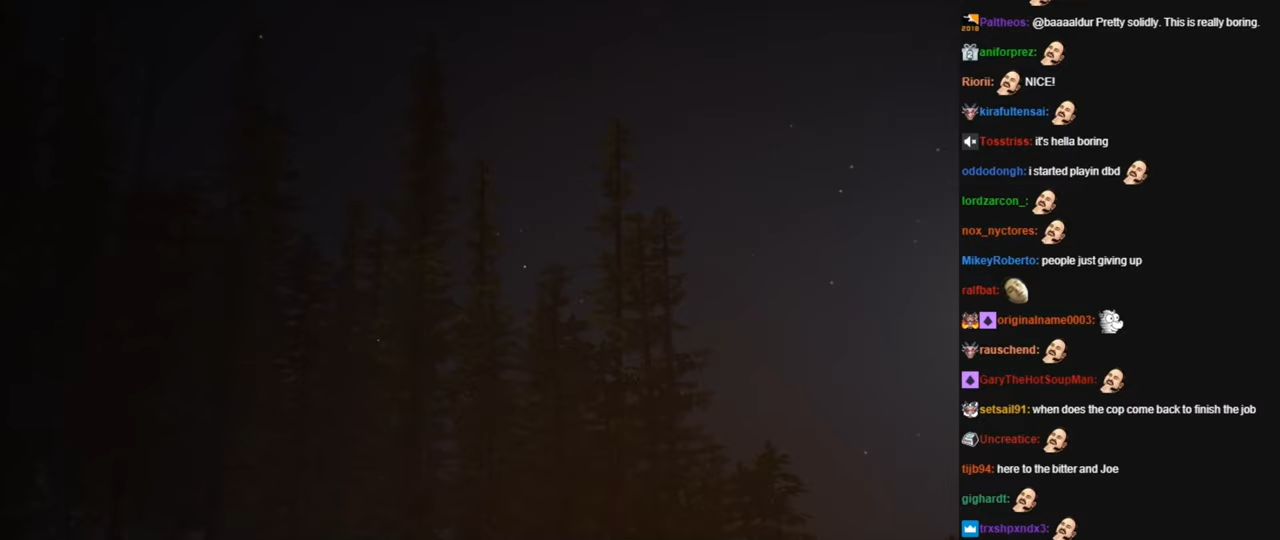 Paltheos: @baaaaldur Pretty solidly. This is really boring.
2018
aniforprez:
2
Riorii: NICE!
kirafultensai:
Tosstriss: it's hella boring
oddodongh: i started playin dbd
lordzarcon_:
nox_nyctores:
MikeyRoberto: people just giving up
ralfbat:
originalname0003:
rauschend:
GaryTheHotSoupMan:
setsail91: when does the cop come back to finish the job
Uncreatice:
tijb94: here to the bitter and Joe
gighardt:
trxshpxndx3: